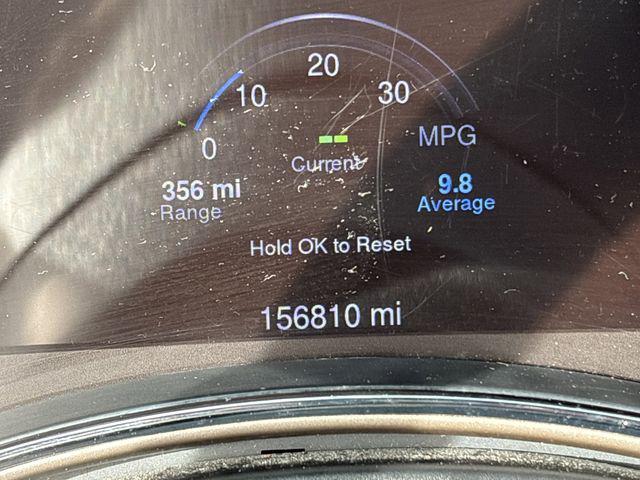 20
10 30
0 MPG
Current
356 mi 9.8
Range Average
Hold OK to Reset
156810 mi